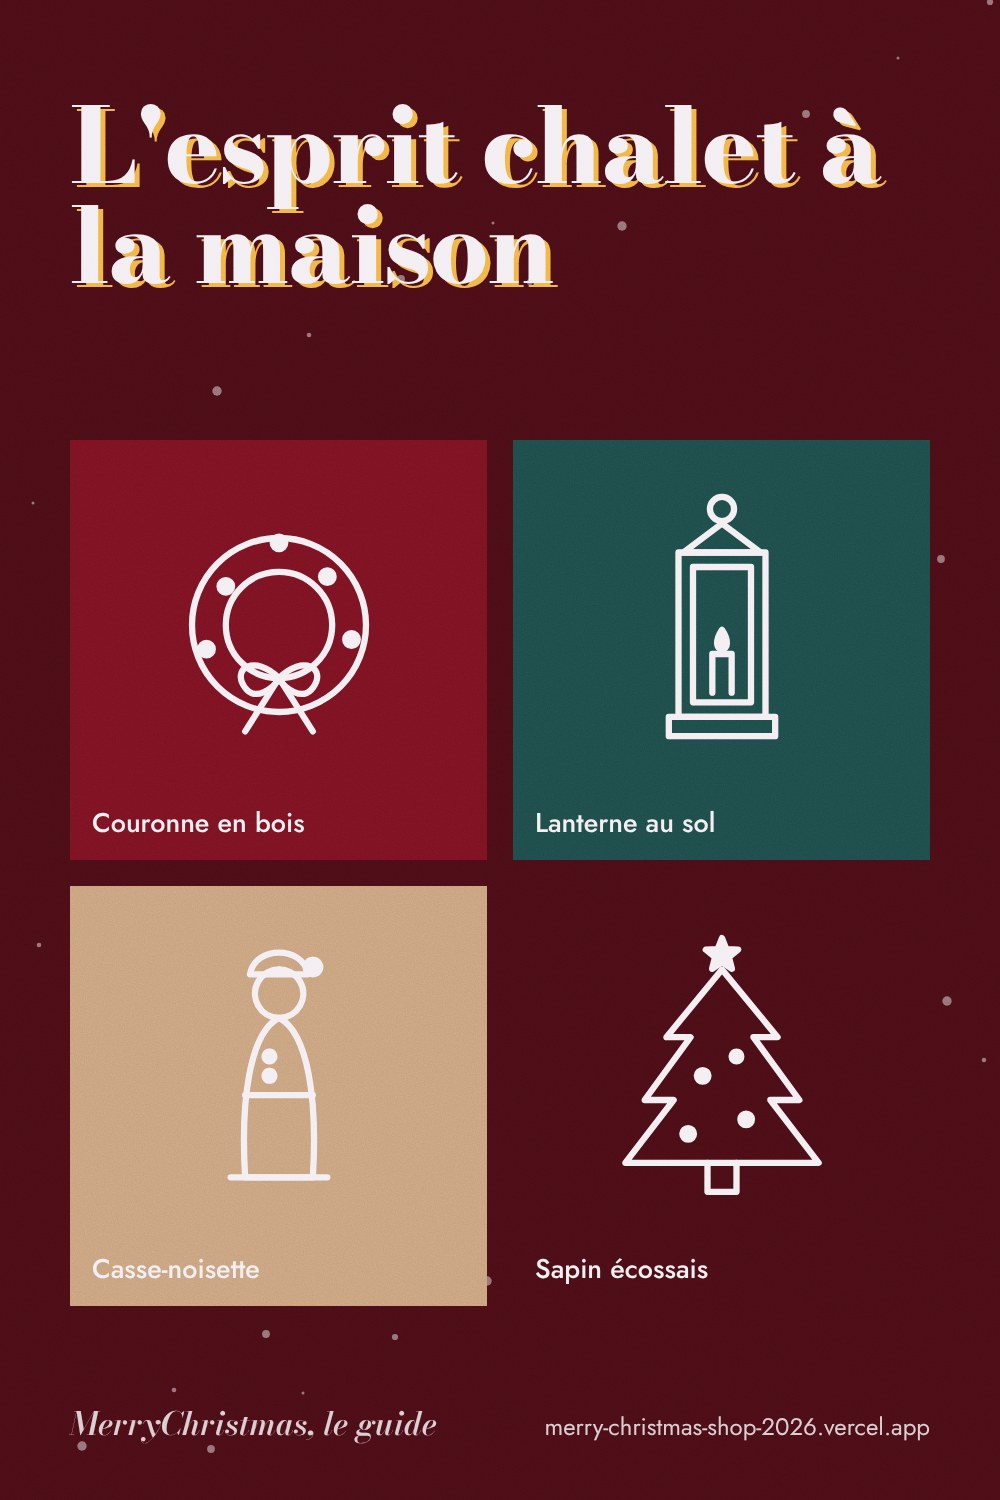 L'esprit chalet à
la maison
Couronne en bois
Lanterne au sol
Casse-noisette
Sapin écossais
MerryChristmas, le guide
merry-christmas-shop-2026.vercel.app